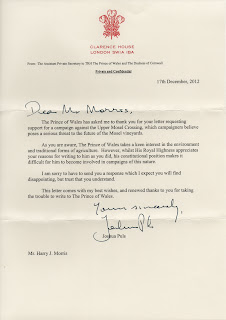 CLARENCE HOUSE
LONDON SW1A 1BA
From: The Assistant Private Secretary to TRH The Prince of Wales and The Duchess of Cornwall
Private and Confidential
17th December, 2012
Dear Mr Morris,
The Prince of Wales has asked me to thank you for your letter requesting
support for a campaign against the Upper Mosel Crossing, which campaigners believe
poses a serious threat to the future of the Mosel vineyards.
As you are aware, The Prince of Wales takes a keen interest in the environment
and traditional forms of agriculture. However, whilst His Royal Highness appreciates
your reasons for writing to him as you did, his constitutional position makes it
difficult for him to become involved in campaigns of this nature.
I am sorry to have to send you a response which I expect you will find
disappointing, but trust that you understand.
This letter comes with my best wishes, and renewed thanks to you for taking
the trouble to write to The Prince of Wales.
Yours sincerely,
Joshua Puls
Joshua Puls
Mr. Harry J. Morris